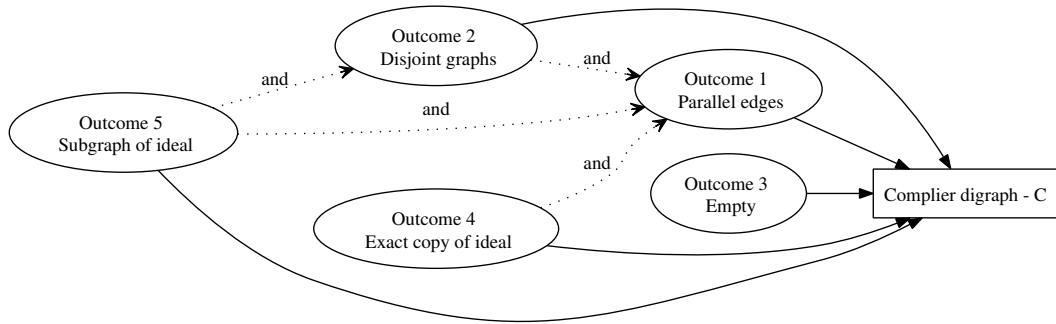 Outcome 2
Disjoint graphs
and
and
Outcome 1
Parallel edges
and
Outcome 5
Subgraph of ideal
and
Outcome 3
Empty
Complier digraph - C
Outcome 4
Exact copy of ideal